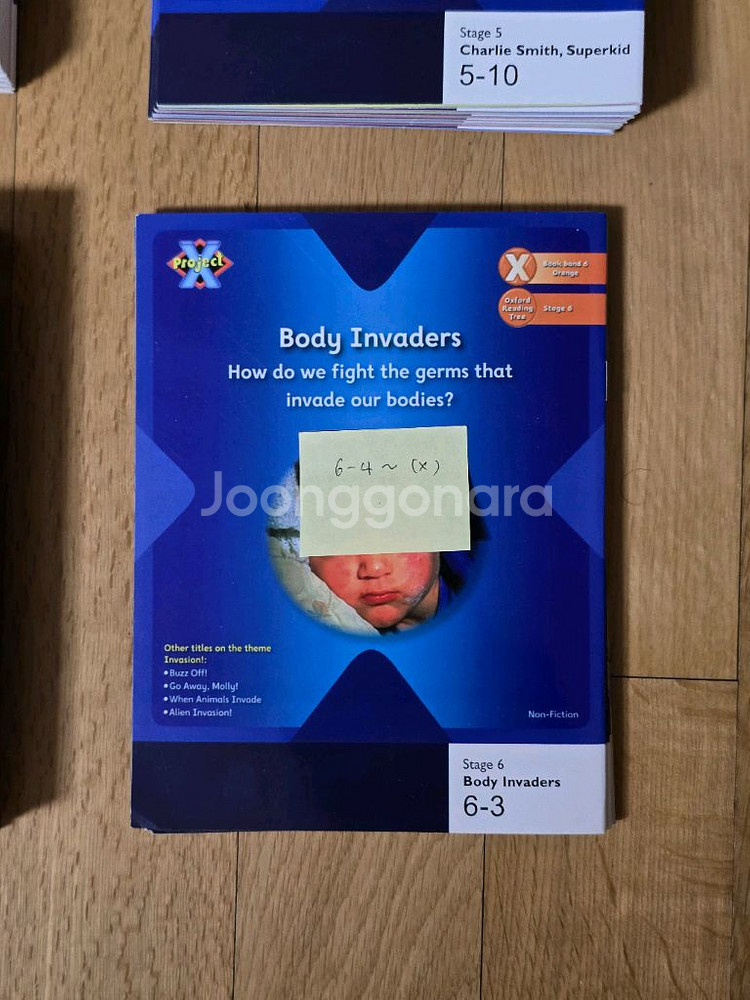 Stage 5
Charlie Smith, Superkid
5-10
Project X
X
Book band 6
Orange
Oxford
Reading
Tree
Stage 6
Body Invaders
How do we fight the germs that
invade our bodies?
6-4 ~ (x)
Joonggonara
Other titles on the theme
Invasion!:
• Buzz Off!
• Go Away, Molly!
• When Animals Invade
• Alien Invasion!
Non-Fiction
Stage 6
Body Invaders
6-3